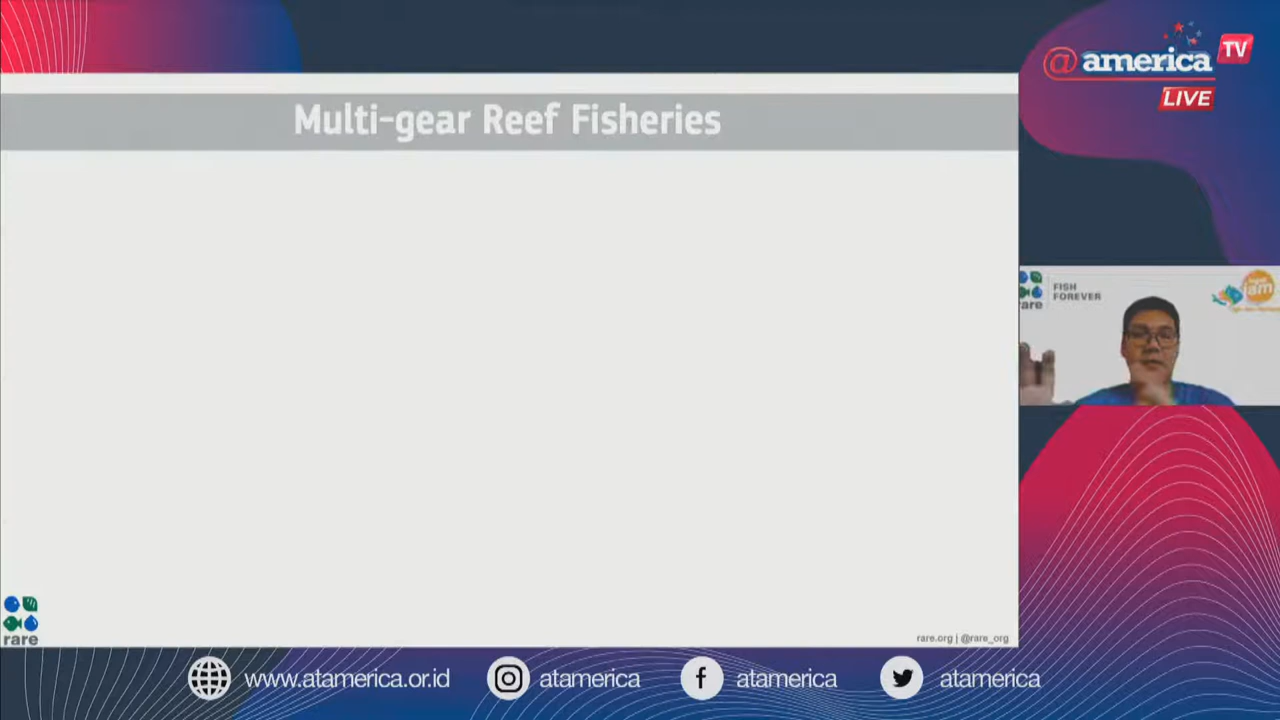 @america TV
LIVE
Multi-gear Reef Fisheries
FISH
FOREVER
rare
iam
rare
rare.org | @rare_org
www.atamerica.or.id
atamerica
f
atamerica
atamerica